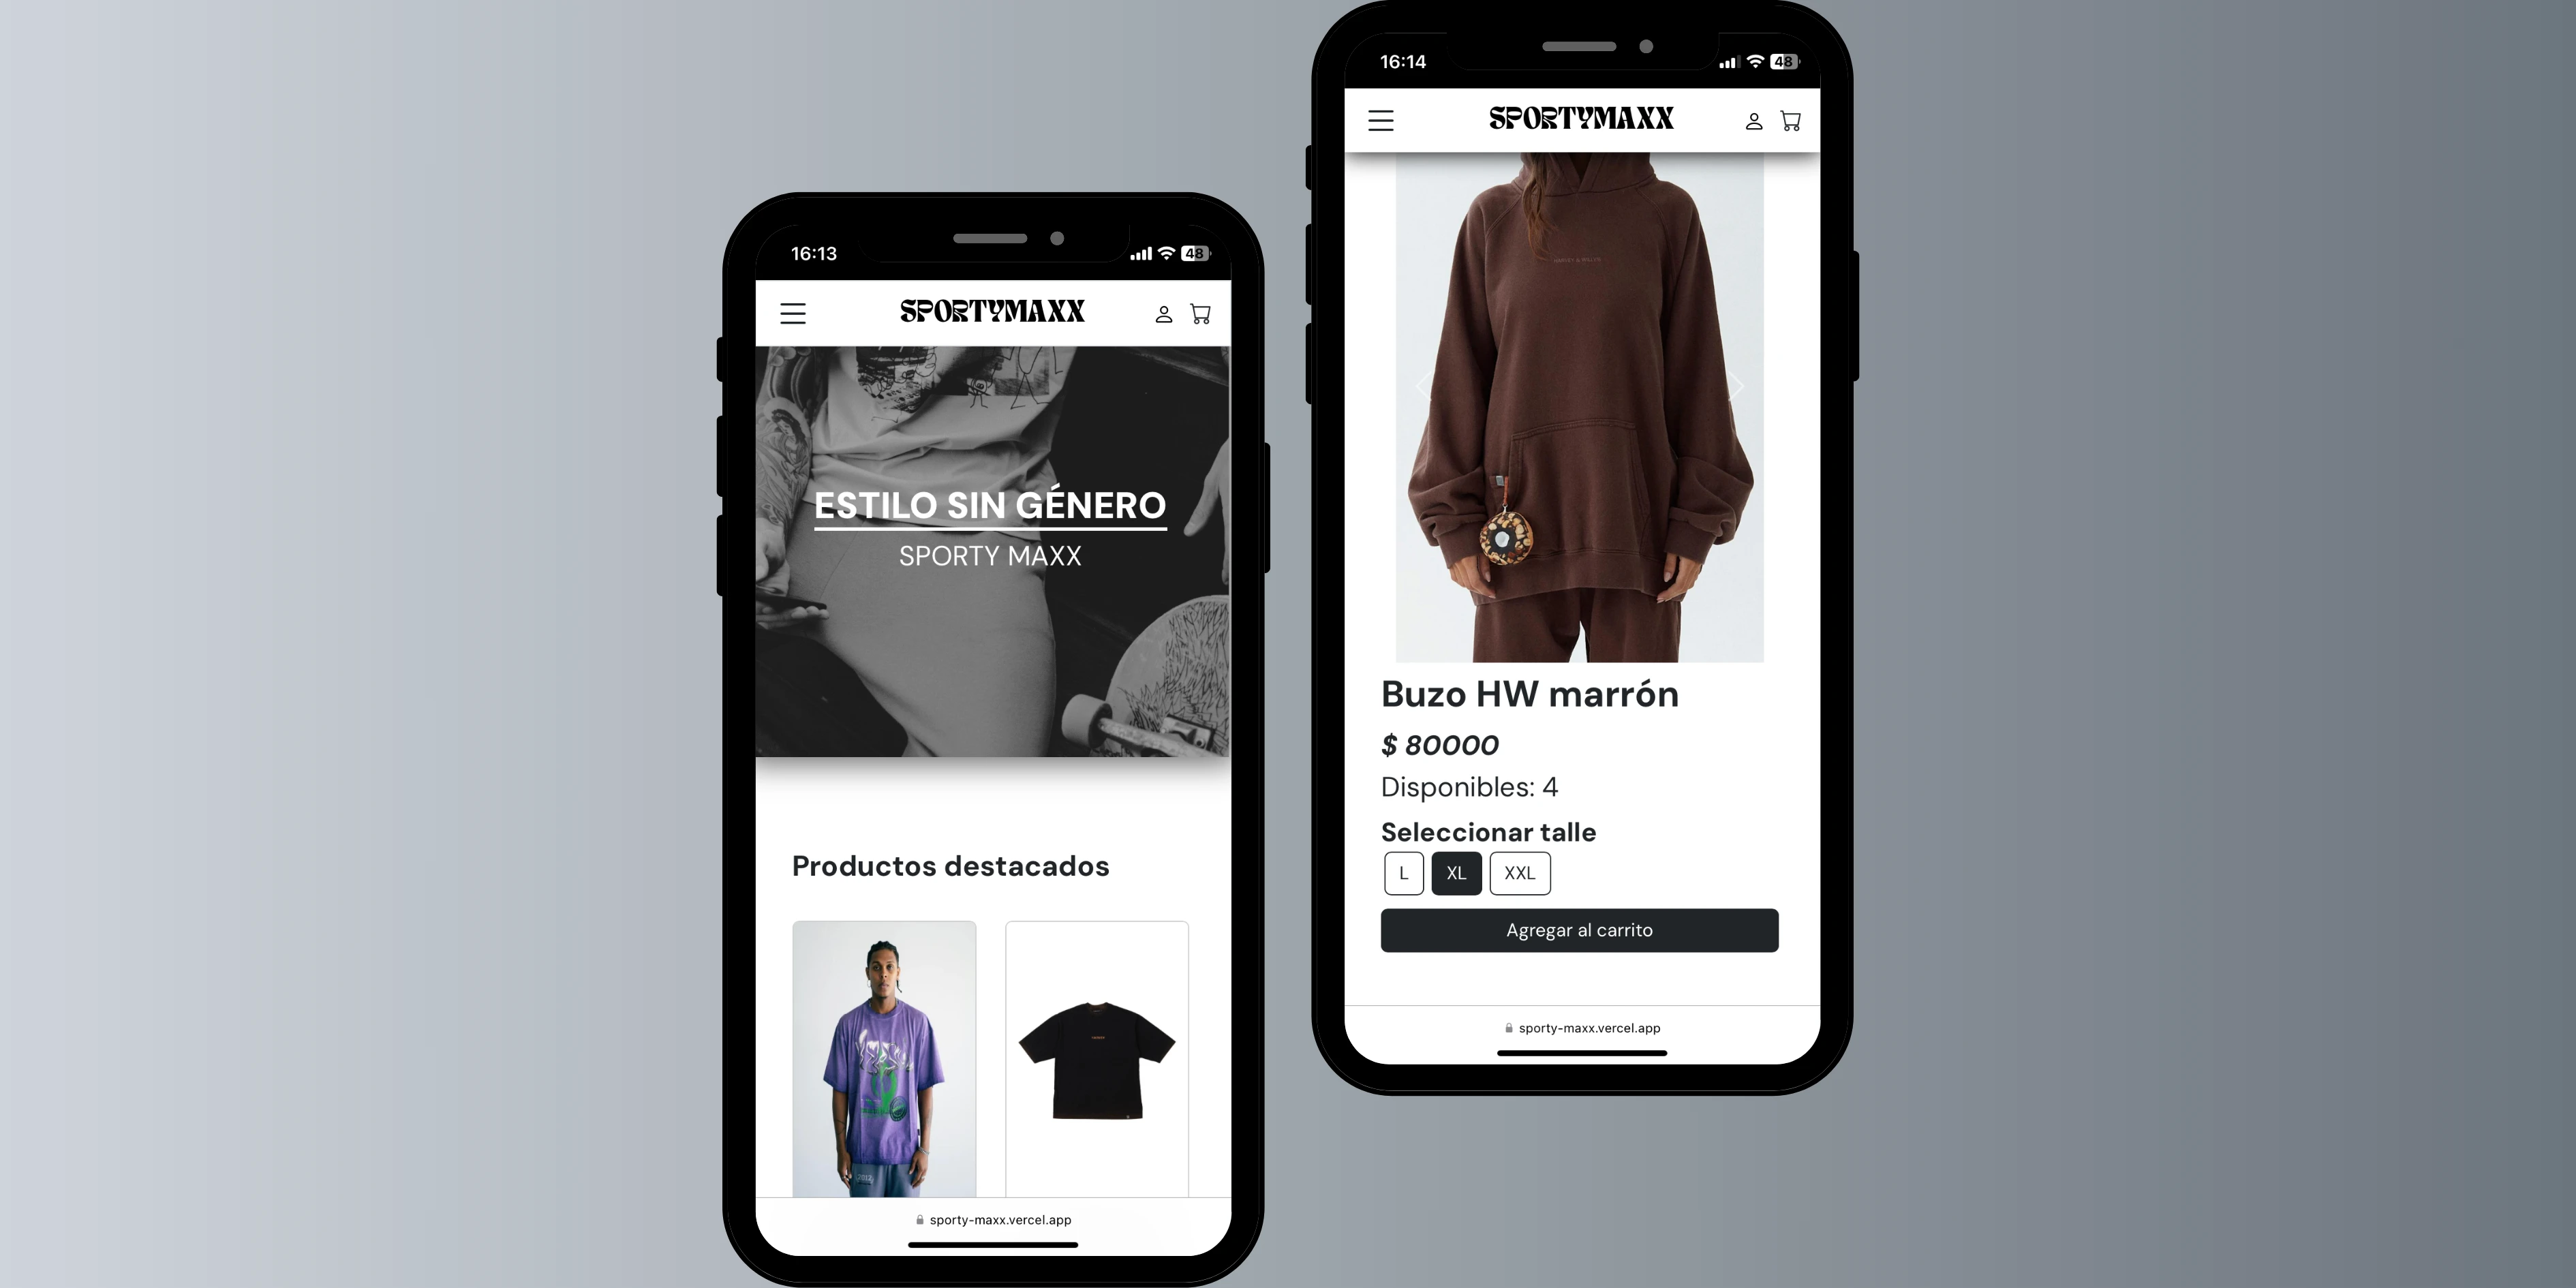 16:13
48
SPORTYMAXX
ESTILO SIN GÉNERO
SPORTY MAXX
Productos destacados
sporty-maxx.vercel.app
16:14
48
SPORTYMAXX
Buzo HW marrón
$ 80000
Disponibles: 4
Seleccionar talle
L XL XXL
Agregar al carrito
sporty-maxx.vercel.app